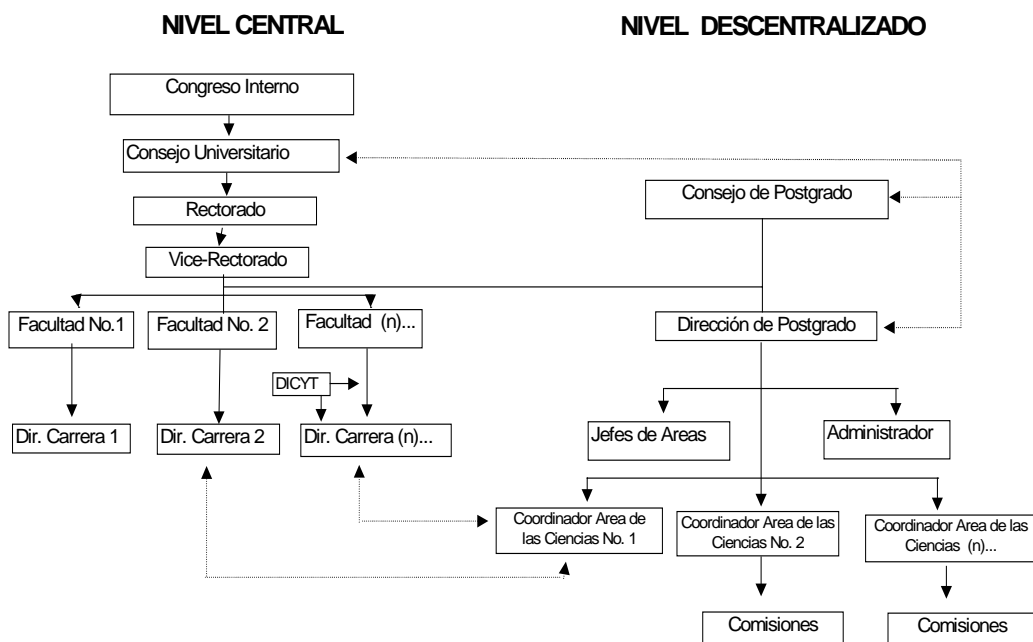 NIVEL CENTRAL
NIVEL DESCENTRALIZADO
Congreso Interno
Consejo Universitario
Consejo de Postgrado
Rectorado
Vice-Rectorado
Facultad No.1
Facultad No. 2
Facultad (n)...
Dirección de Postgrado
DICYT
Dir. Carrera 1
Dir. Carrera 2
Dir. Carrera (n)...
Jefes de Areas
Administrador
Coordinador Area de
las Ciencias No. 1
Coordinador Area de las
Ciencias No. 2
Coordinador Area de las
Ciencias (n)...
Comisiones
Comisiones